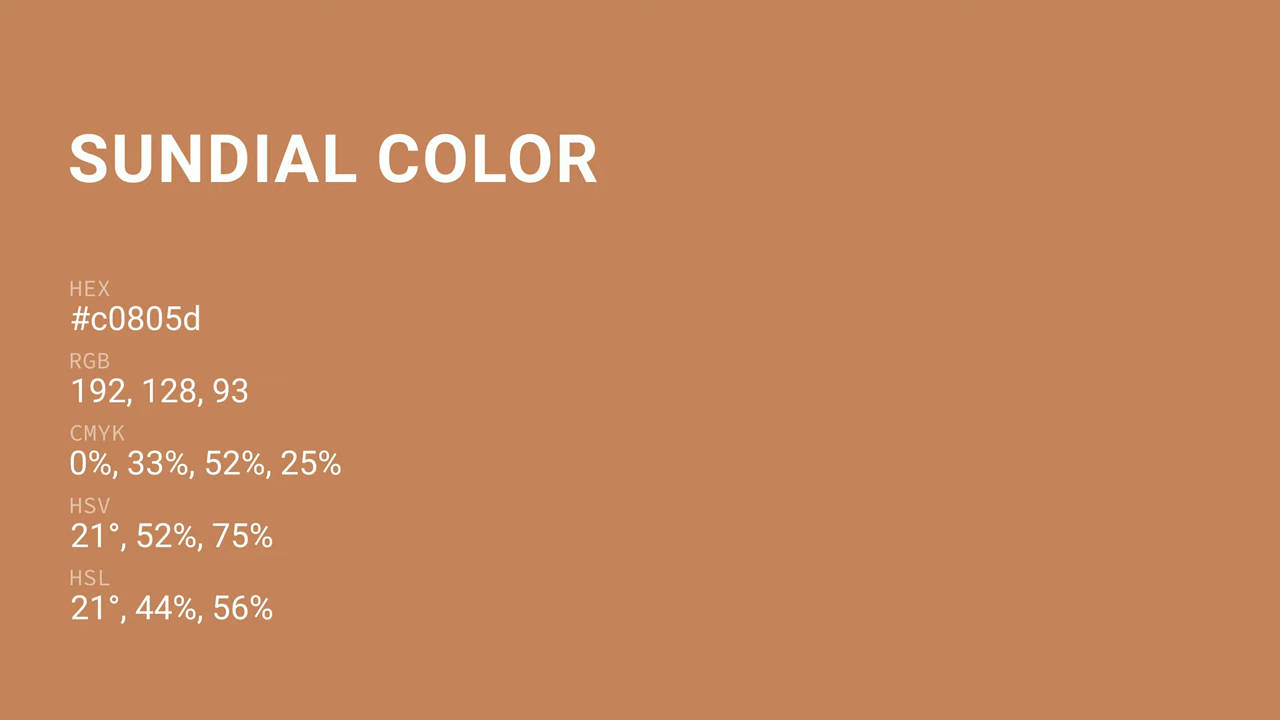 SUNDIAL COLOR
HEX
#c0805d
RGB
192, 128, 93
CMYK
0%, 33%, 52%, 25%
HSV
21°, 52%, 75%
HSL
21°, 44%, 56%